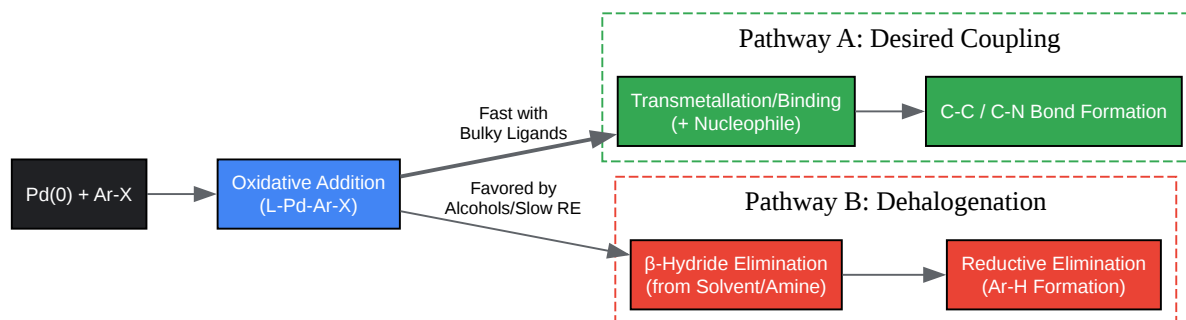 Pathway A: Desired Coupling
Transmetallation/Binding
(+ Nucleophile)
C-C / C-N Bond Formation
Fast with
Bulky Ligands
Pd(0) + Ar-X
Oxidative Addition
(L-Pd-Ar-X)
Favored by
Alcohols/Slow RE
Pathway B: Dehalogenation
β-Hydride Elimination
(from Solvent/Amine)
Reductive Elimination
(Ar-H Formation)